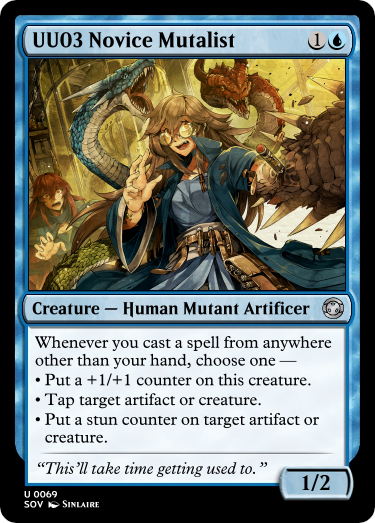 UU03 Novice Mutalist 1
Creature — Human Mutant Artificer
Whenever you cast a spell from anywhere
other than your hand, choose one —
• Put a +1/+1 counter on this creature.
• Tap target artifact or creature.
• Put a stun counter on target artifact or
creature.
“This’ll take time getting used to.”
1/2
U 0069
SOV SINLAIRE